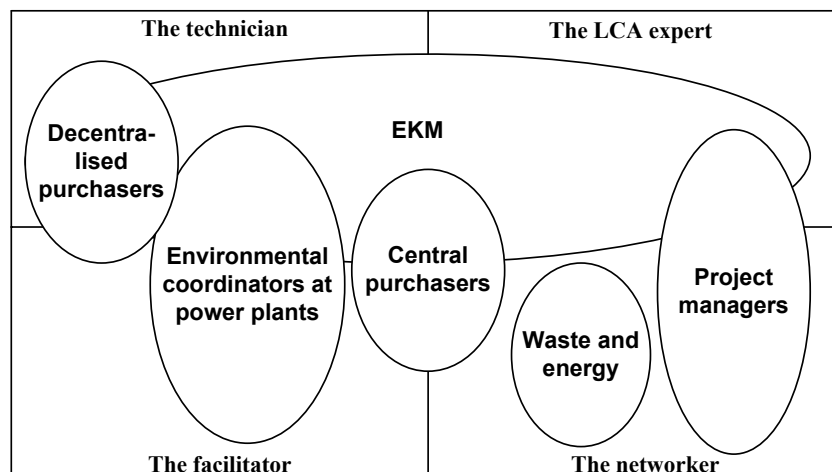 The technician
The LCA expert
Decentra-
lised
purchasers
EKM
Environmental
coordinators at
power plants
Central
purchasers
Project
managers
Waste and
energy
The facilitator
The networker